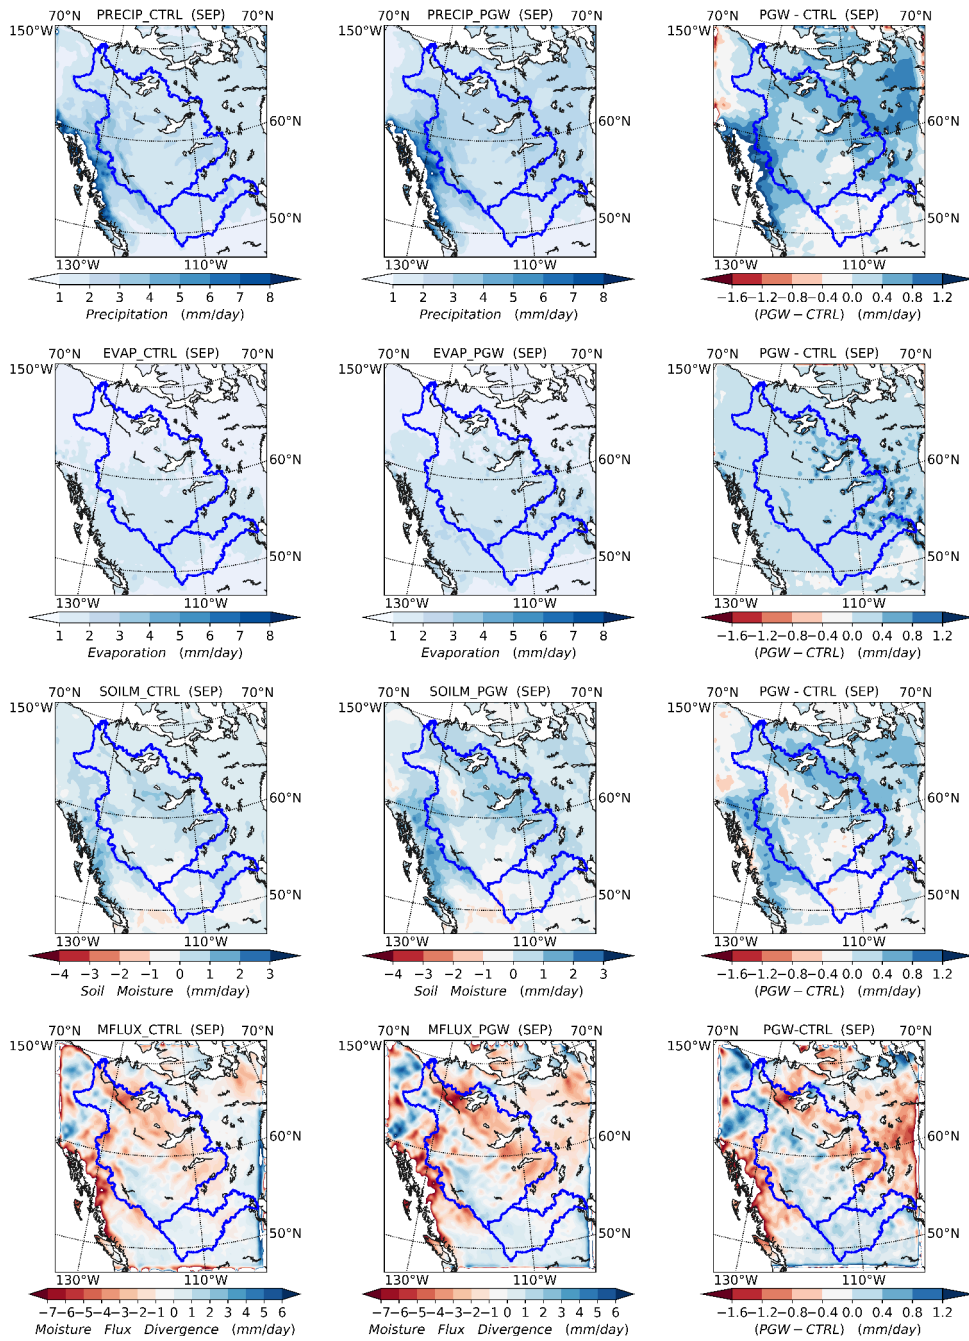 70°N 70°N 70°N 70°N 70°N 70°N
PRECIP_CTRL (SEP) PRECIP_PGW (SEP) PGW - CTRL (SEP)
150°W 150°W 150°W
60°N 60°N 60°N
50°N 50°N 50°N
130°W 110°W 130°W 110°W 130°W 110°W
1 2 3 4 5 6 7 8 1 2 3 4 5 6 7 8 −1.6−1.2−0.8−0.4 0.0 0.4 0.8 1.2
Precipitation (mm/day) Precipitation (mm/day) (PGW−CTRL) (mm/day)
70°N 70°N 70°N 70°N 70°N 70°N
EVAP_CTRL (SEP) EVAP_PGW (SEP) PGW - CTRL (SEP)
150°W 150°W 150°W
60°N 60°N 60°N
50°N 50°N 50°N
130°W 110°W 130°W 110°W 130°W 110°W
1 2 3 4 5 6 7 8 1 2 3 4 5 6 7 8 −1.6−1.2−0.8−0.4 0.0 0.4 0.8 1.2
Evaporation (mm/day) Evaporation (mm/day) (PGW−CTRL) (mm/day)
70°N 70°N 70°N 70°N 70°N 70°N
SOILM_CTRL (SEP) SOILM_PGW (SEP) PGW - CTRL (SEP)
150°W 150°W 150°W
60°N 60°N 60°N
50°N 50°N 50°N
130°W 110°W 130°W 110°W 130°W 110°W
−4 −3 −2 −1 0 1 2 3 −4 −3 −2 −1 0 1 2 3 −1.6−1.2−0.8−0.4 0.0 0.4 0.8 1.2
Soil Moisture (mm/day) Soil Moisture (mm/day) (PGW−CTRL) (mm/day)
70°N 70°N 70°N 70°N 70°N 70°N
MFLUX_CTRL (SEP) MFLUX_PGW (SEP) PGW-CTRL (SEP)
150°W 150°W 150°W
60°N 60°N 60°N
50°N 50°N 50°N
130°W 110°W 130°W 110°W 130°W 110°W
−7−6−5−4−3−2−1 0 1 2 3 4 5 6 −7−6−5−4−3−2−1 0 1 2 3 4 5 6 −1.6−1.2−0.8−0.4 0.0 0.4 0.8 1.2
Moisture Flux Divergence (mm/day) Moisture Flux Divergence (mm/day) (PGW−CTRL) (mm/day)